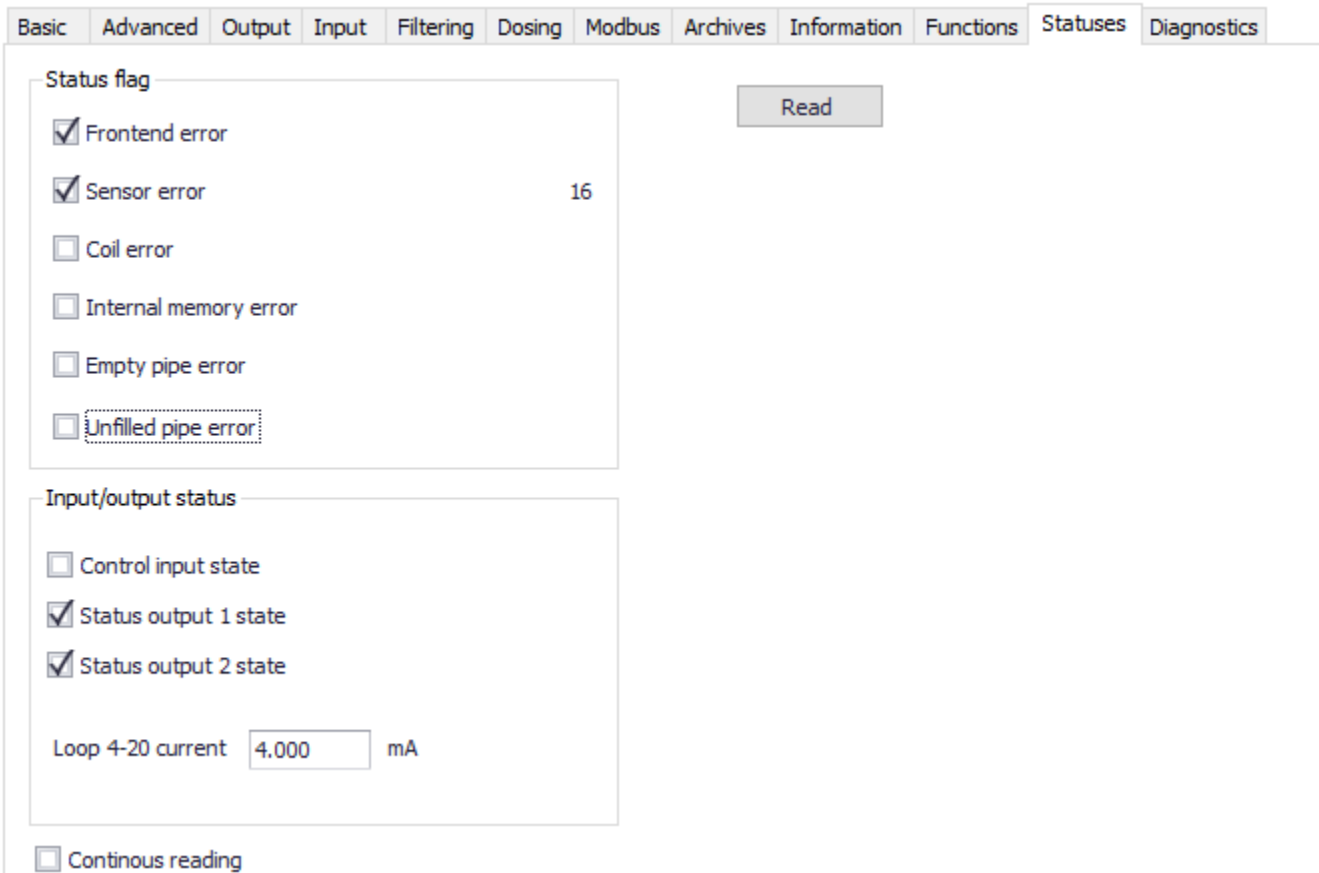 Basic Advanced Output Input Filtering Dosing Modbus Archives Information Functions Statuses Diagnostics
Status flag
Read
Frontend error
Sensor error 16
Coil error
Internal memory error
Empty pipe error
Unfilled pipe error
Input/output status
Control input state
Status output 1 state
Status output 2 state
Loop 4-20 current 4.000 mA
Continous reading